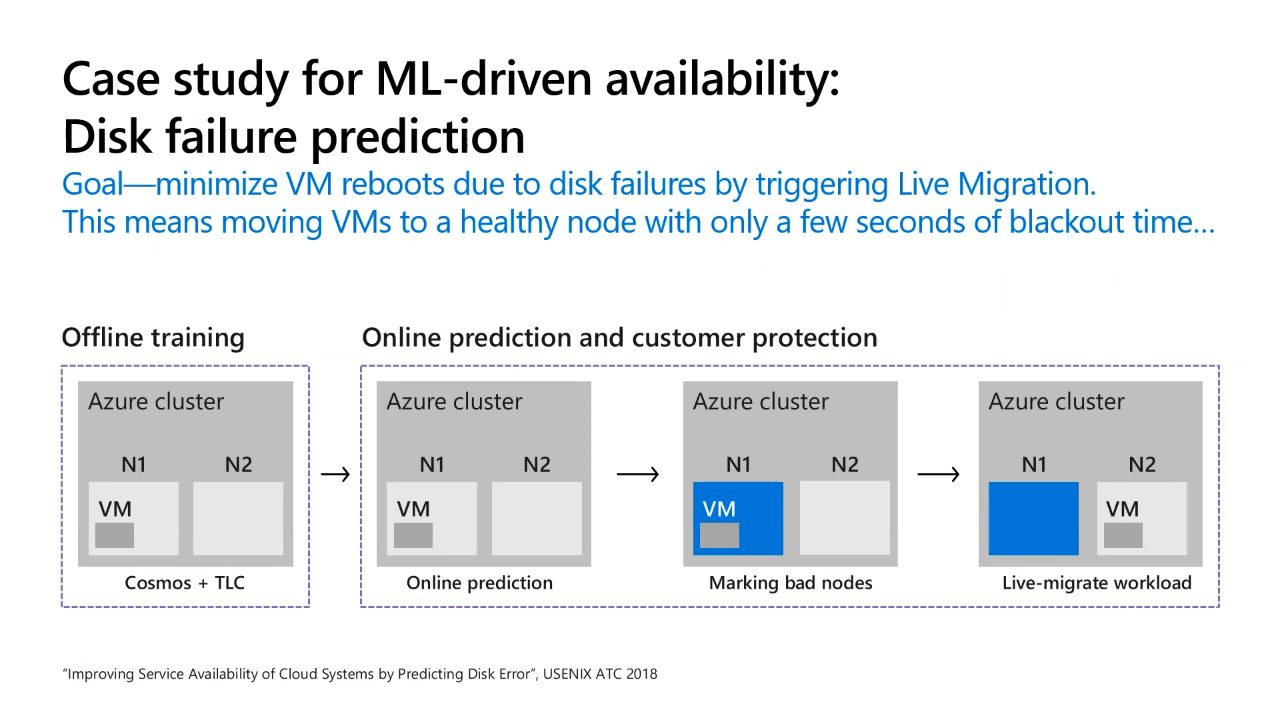 Case study for ML-driven availability:
Disk failure prediction
Goal—minimize VM reboots due to disk failures by triggering Live Migration.
This means moving VMs to a healthy node with only a few seconds of blackout time...
Offline training
Online prediction and customer protection
Azure cluster
N1 N2
VM
Cosmos + TLC
Azure cluster
N1 N2
VM
Online prediction
Azure cluster
N1 N2
VM
Marking bad nodes
Azure cluster
N1 N2
VM
Live-migrate workload
“Improving Service Availability of Cloud Systems by Predicting Disk Error”, USENIX ATC 2018